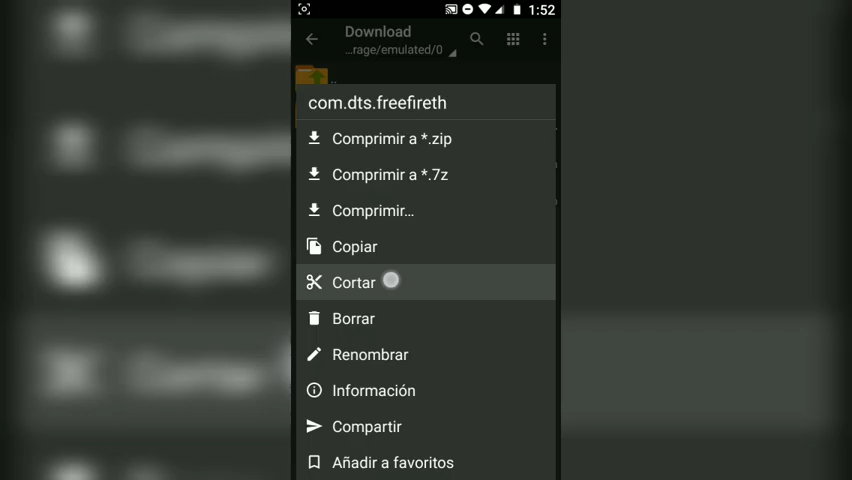 1:52
Download
...rage/emulated/0
..
com.dts.freefireth
Comprimir a *.zip
Comprimir a *.7z
Comprimir...
Copiar
Cortar
Borrar
Renombrar
Información
Compartir
Añadir a favoritos